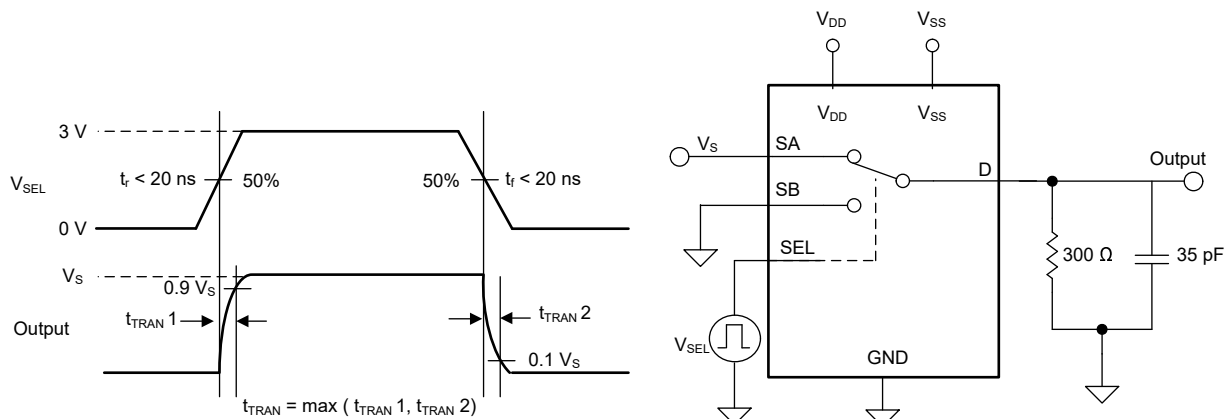 3 V
V_SEL
t_r < 20 ns
50%
50%
t_f < 20 ns
0 V
V_S
0.9 V_S
Output
t_TRAN 1
t_TRAN 2
0.1 V_S
t_TRAN = max ( t_TRAN 1, t_TRAN 2)
V_DD
V_SS
V_DD
V_SS
V_S
SA
SB
SEL
D
Output
300 Ω
35 pF
V_SEL
GND